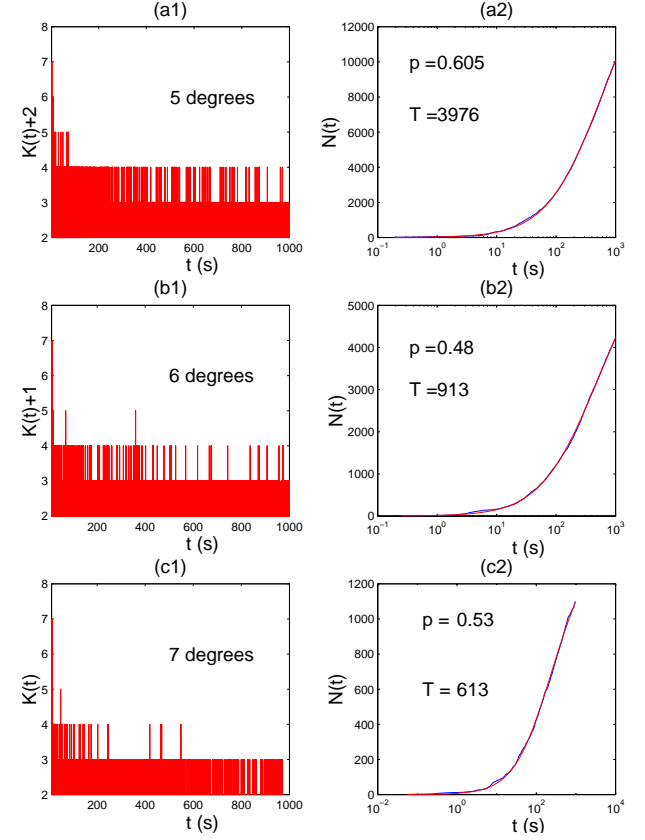 (a1)
8
7
6
5
4
3
2
K(t)+2
5 degrees
200 400 600 800 1000
t (s)
(a2)
12000
10000
8000
6000
4000
2000
0
N(t)
p =0.605
T =3976
10^-1 10^0 10^1 10^2 10^3
t (s)
(b1)
8
7
6
5
4
3
2
K(t)+1
6 degrees
200 400 600 800 1000
t (s)
(b2)
5000
4000
3000
2000
1000
0
N(t)
p =0.48
T =913
10^-1 10^0 10^1 10^2 10^3
t (s)
(c1)
8
7
6
5
4
3
2
K(t)
7 degrees
200 400 600 800 1000
t (s)
(c2)
1200
1000
800
600
400
200
0
N(t)
p = 0.53
T = 613
10^-2 10^0 10^2 10^4
t (s)